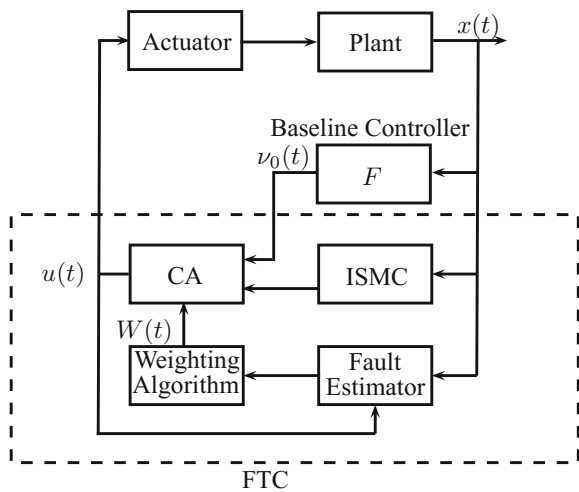 Actuator
Plant
x(t)
Baseline Controller
ν₀(t)
F
u(t)
CA
ISMC
W(t)
Weighting
Algorithm
Fault
Estimator
FTC